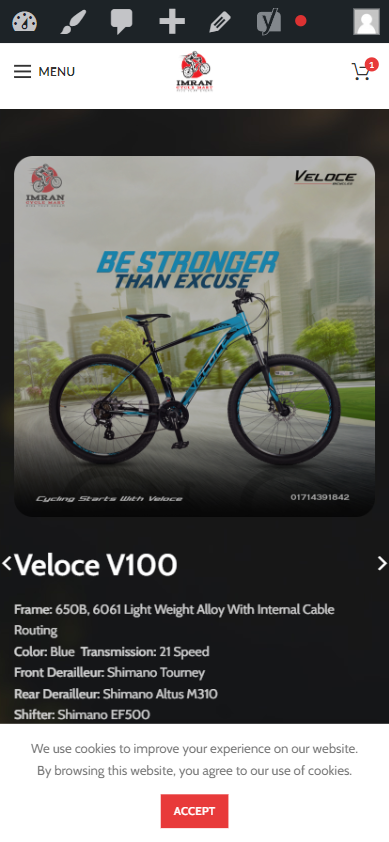 MENU
IMRAN
CYCLE MART
1
IMRAN
CYCLE MART
VELOCE
BE STRONGER
THAN EXCUSE
VELOCE
Cycling Starts With Veloce
01714391842
Veloce V100
Frame: 650B, 6061 Light Weight Alloy With Internal Cable
Routing
Color: Blue Transmission: 21 Speed
Front Derailleur: Shimano Tourney
Rear Derailleur: Shimano Altus M310
Shifter: Shimano EF500
We use cookies to improve your experience on our website.
By browsing this website, you agree to our use of cookies.
ACCEPT